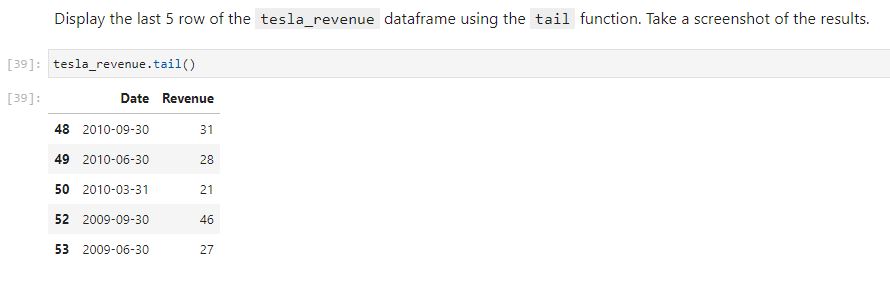 Display the last 5 row of the tesla_revenue dataframe using the tail function. Take a screenshot of the results.
[39]: tesla_revenue.tail()
[39]: Date Revenue
48 2010-09-30 31
49 2010-06-30 28
50 2010-03-31 21
52 2009-09-30 46
53 2009-06-30 27